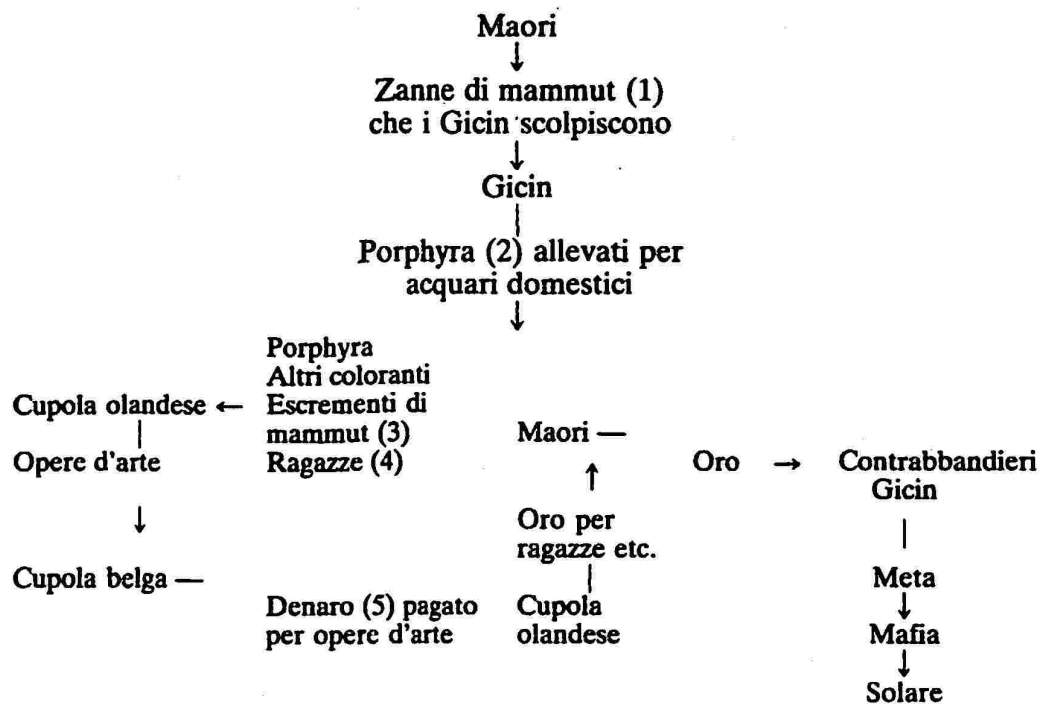 Maori
↓
Zanne di mammut (1)
che i Gicin scolpiscono
↓
Gicin
|
Porphyra (2) allevati per
acquari domestici
↓
Porphyra
Altri coloranti
Cupola olandese ← Escrementi di
mammut (3)
Ragazze (4)
|
Opere d'arte
↓
Cupola belga —
Denaro (5) pagato
per opere d'arte
Cupola
olandese
|
Oro per
ragazze etc.
↑
Maori —
Oro → Contrabbandieri
Gicin
|
Meta
↓
Mafia
↓
Solare